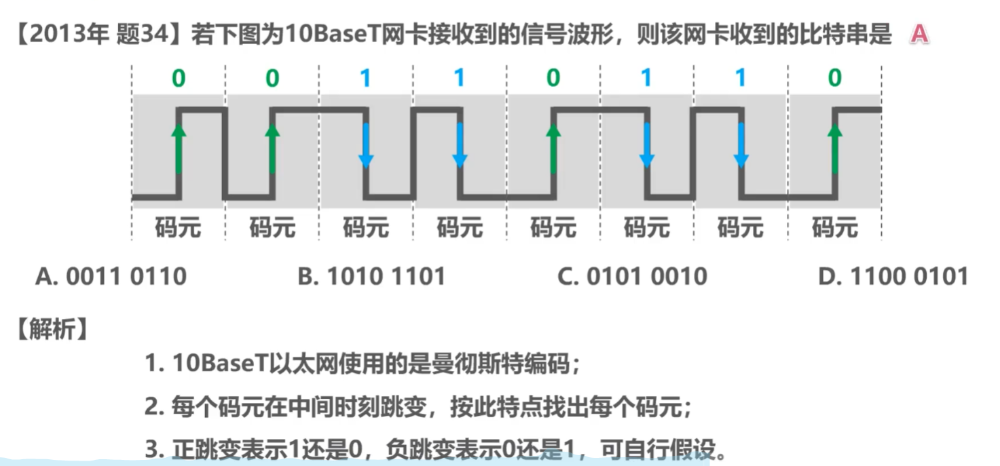 【2013年 题34】若下图为10BaseT网卡接收到的信号波形，则该网卡收到的比特串是 A
0 0 1 1 0 1 1 0
码元 码元 码元 码元 码元 码元 码元 码元
A. 0011 0110 B. 1010 1101 C. 0101 0010 D. 1100 0101
【解析】
1. 10BaseT以太网使用的是曼彻斯特编码；
2. 每个码元在中间时刻跳变，按此特点找出每个码元；
3. 正跳变表示1还是0，负跳变表示0还是1，可自行假设。